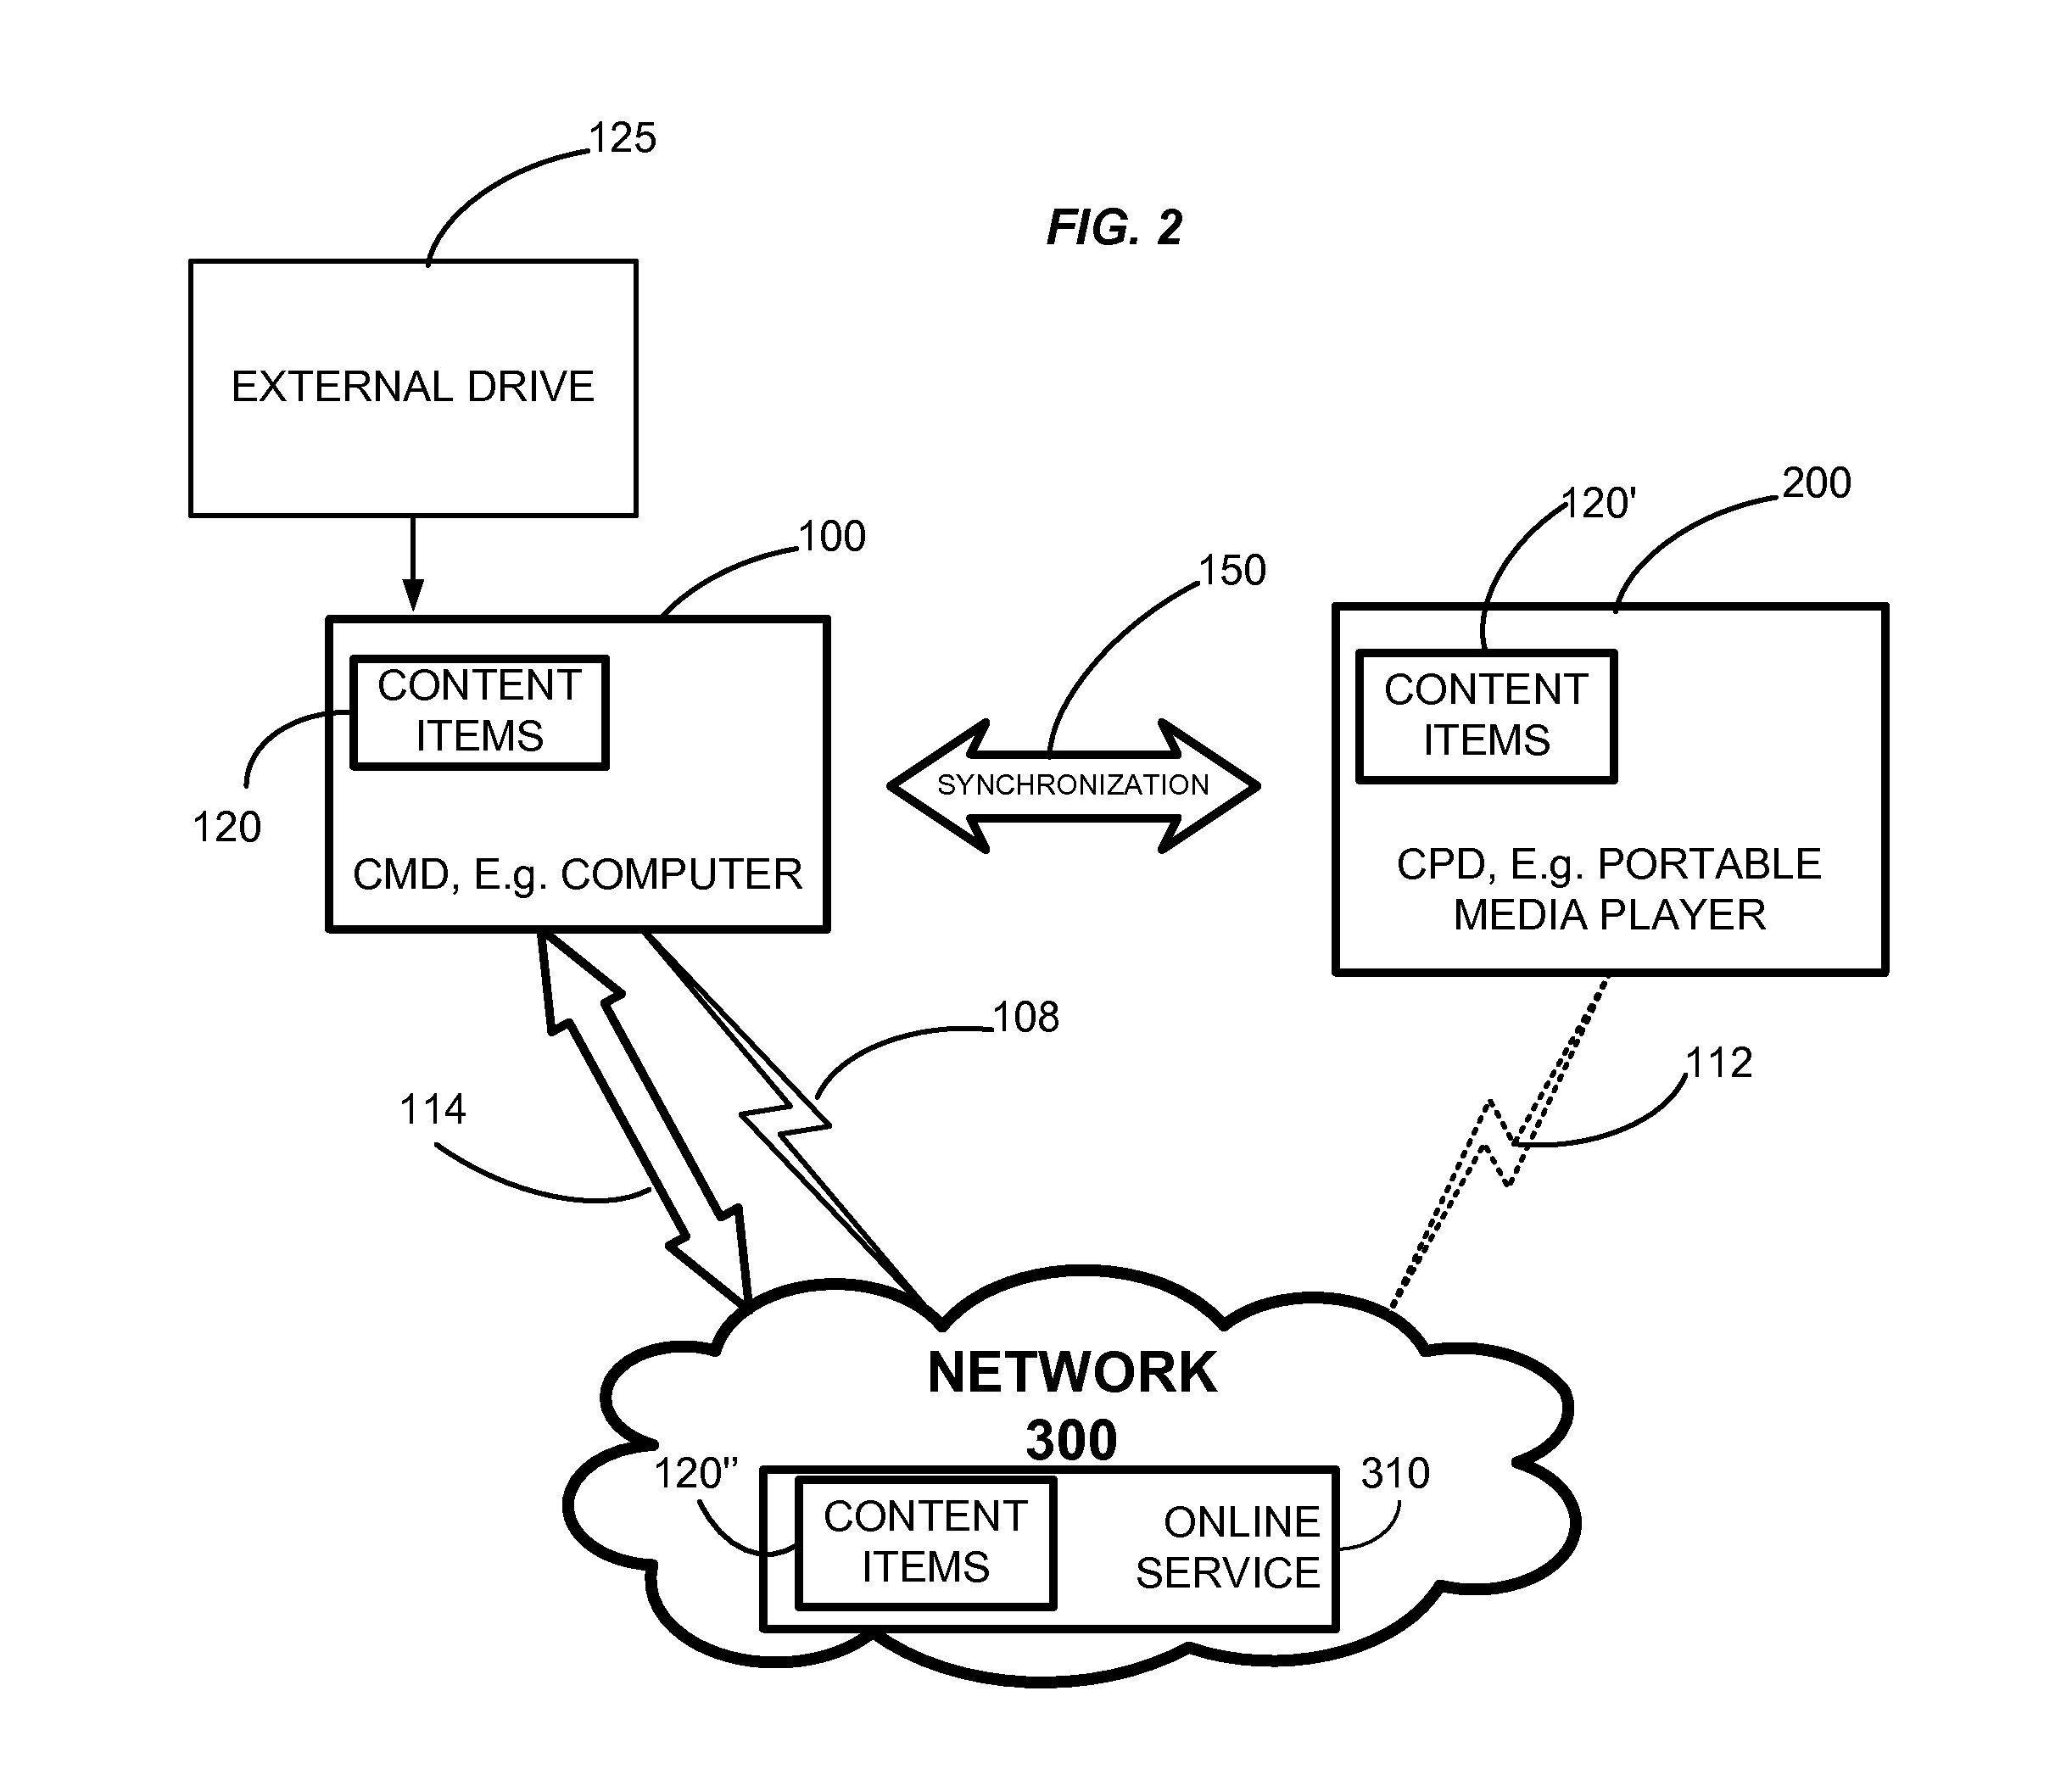 125
FIG. 2
EXTERNAL DRIVE
200
120'
100
150
CONTENT
ITEMS
CONTENT
ITEMS
SYNCHRONIZATION
120
CMD, E.g. COMPUTER
CPD, E.g. PORTABLE
MEDIA PLAYER
108
112
114
NETWORK
300
120"
310
CONTENT
ITEMS
ONLINE
SERVICE